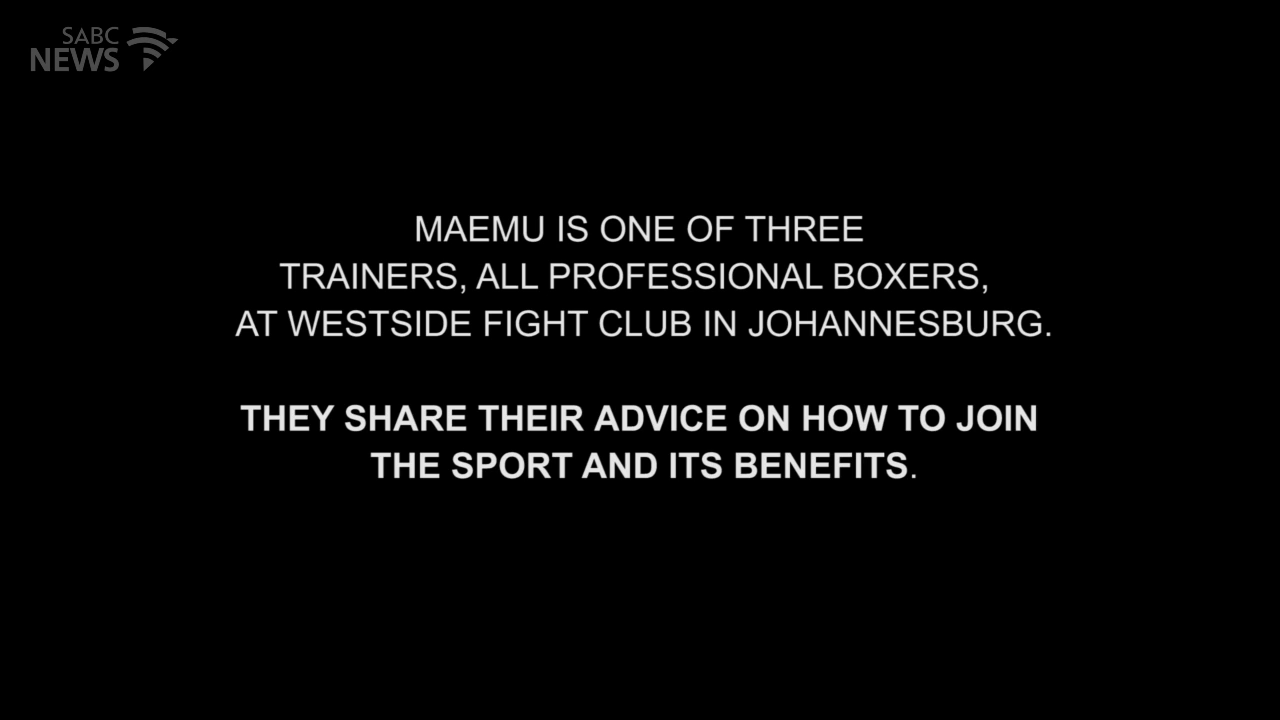 SABC
NEWS
MAEMU IS ONE OF THREE
TRAINERS, ALL PROFESSIONAL BOXERS,
AT WESTSIDE FIGHT CLUB IN JOHANNESBURG.
THEY SHARE THEIR ADVICE ON HOW TO JOIN
THE SPORT AND ITS BENEFITS.